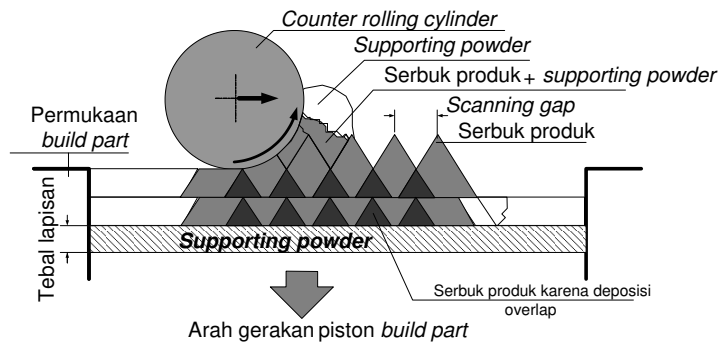 Counter rolling cylinder
Supporting powder
Serbuk produk + supporting powder
Scanning gap
Serbuk produk
Permukaan
build part
Tebal lapisan
Supporting powder
Serbuk produk karena deposisi
overlap
Arah gerakan piston build part